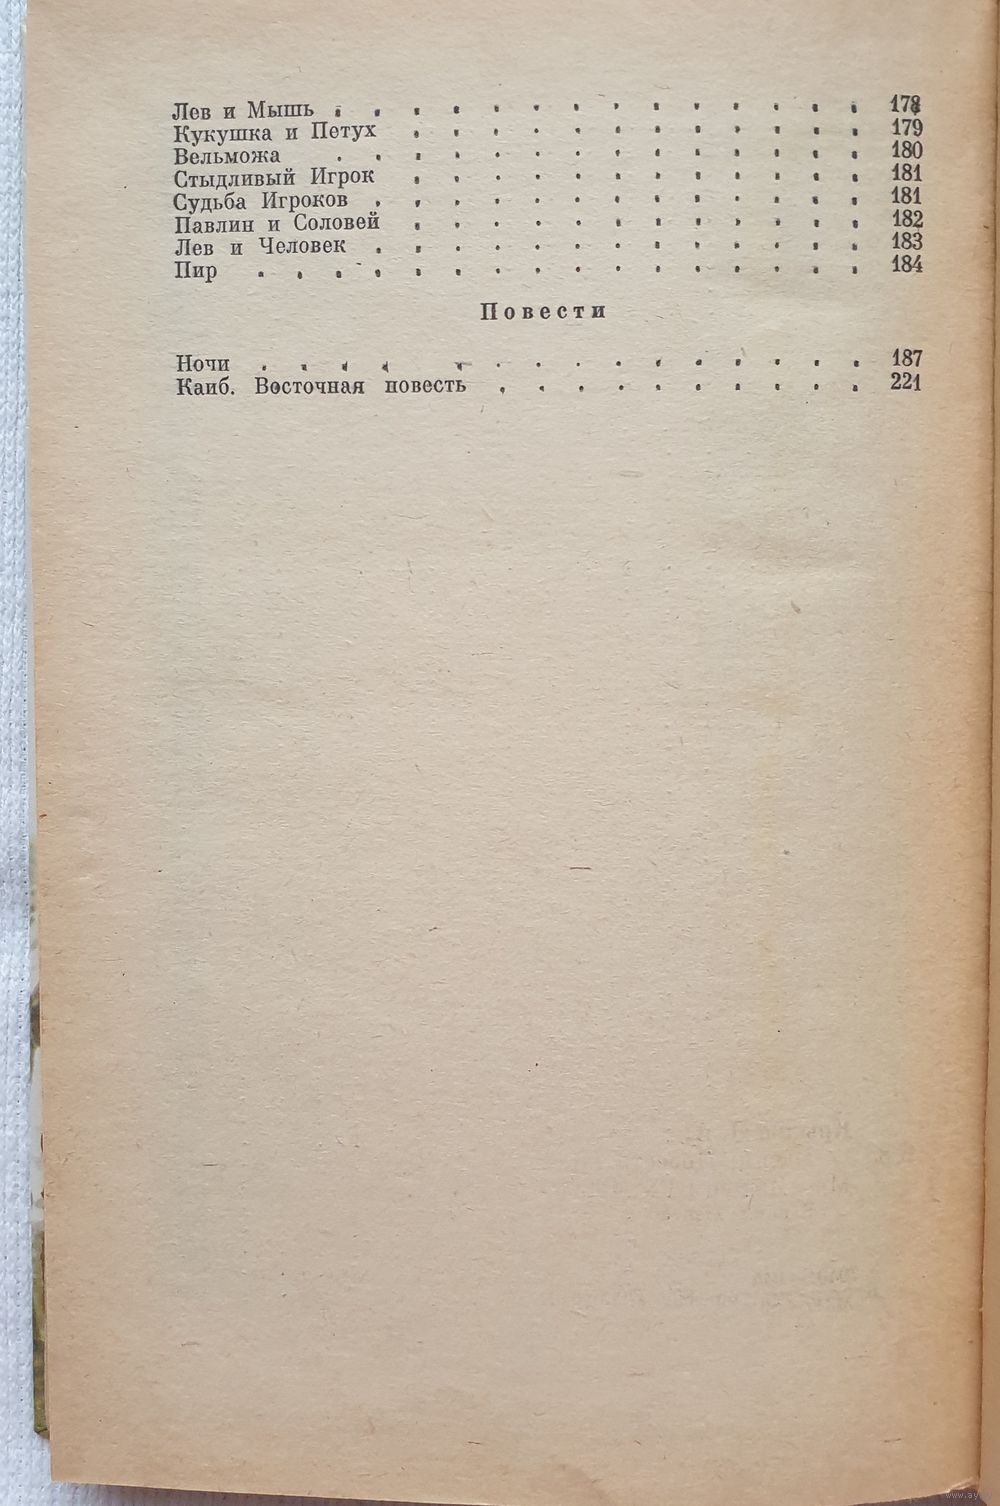 Лев и Мышь . . . . . . . . . . . . . . 178
Кукушка и Петух . . . . . . . . . . . . 179
Вельможа . . . . . . . . . . . . . . 180
Стыдливый Игрок . . . . . . . . . . . . 181
Судьба Игроков . . . . . . . . . . . . . 181
Павлин и Соловей . . . . . . . . . . . . 182
Лев и Человек . . . . . . . . . . . . . 183
Пир . . . . . . . . . . . . . . . . 184
Повести
Ночи . . . . . . . . . . . . . . . 187
Каиб. Восточная повесть . . . . . . . . . . 221